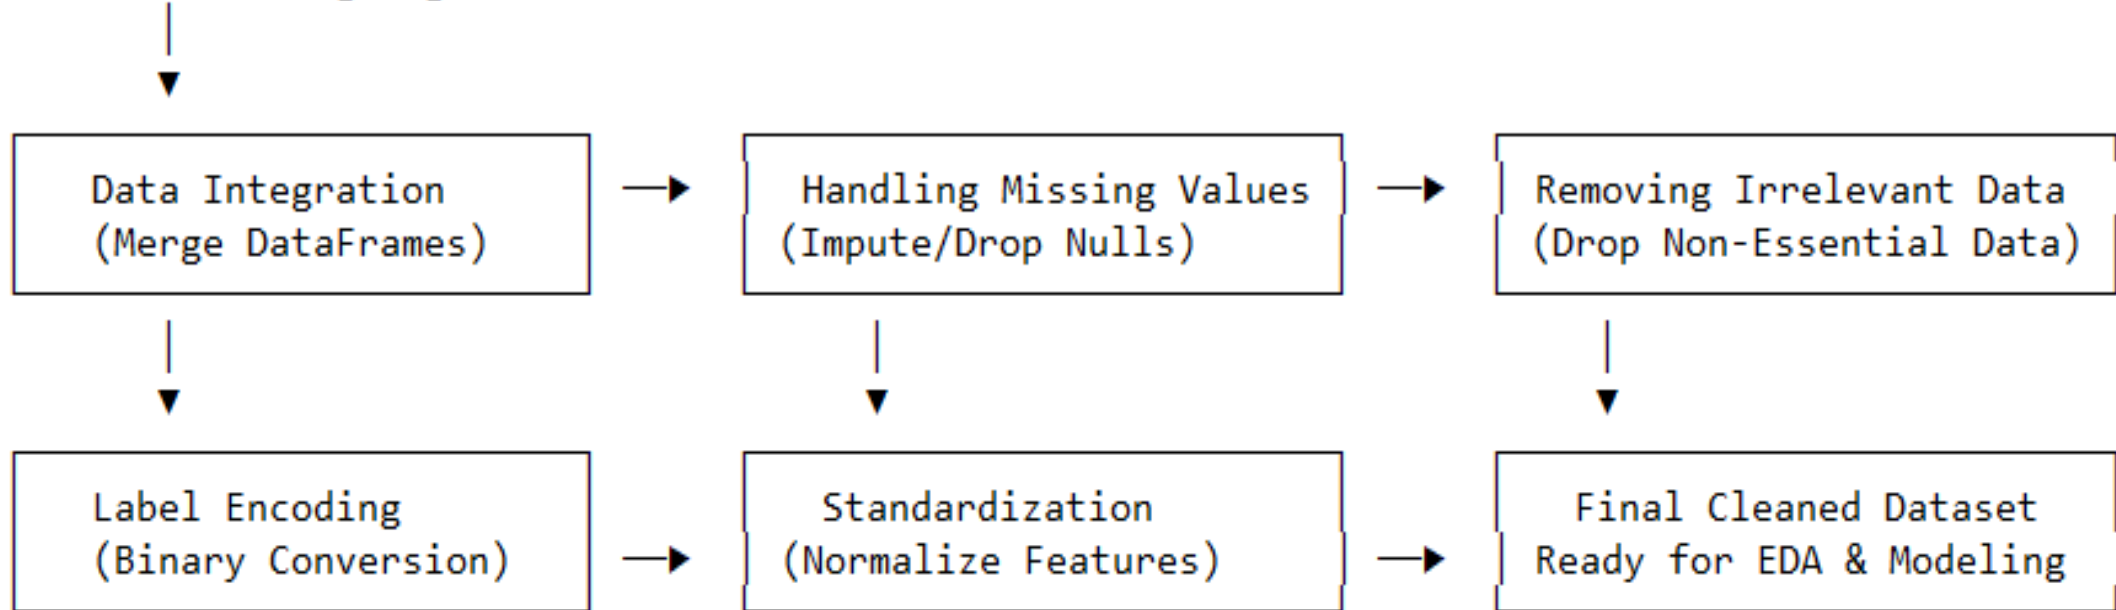 Data Integration
(Merge DataFrames)
Handling Missing Values
(Impute/Drop Nulls)
Removing Irrelevant Data
(Drop Non-Essential Data)
Label Encoding
(Binary Conversion)
Standardization
(Normalize Features)
Final Cleaned Dataset
Ready for EDA & Modeling